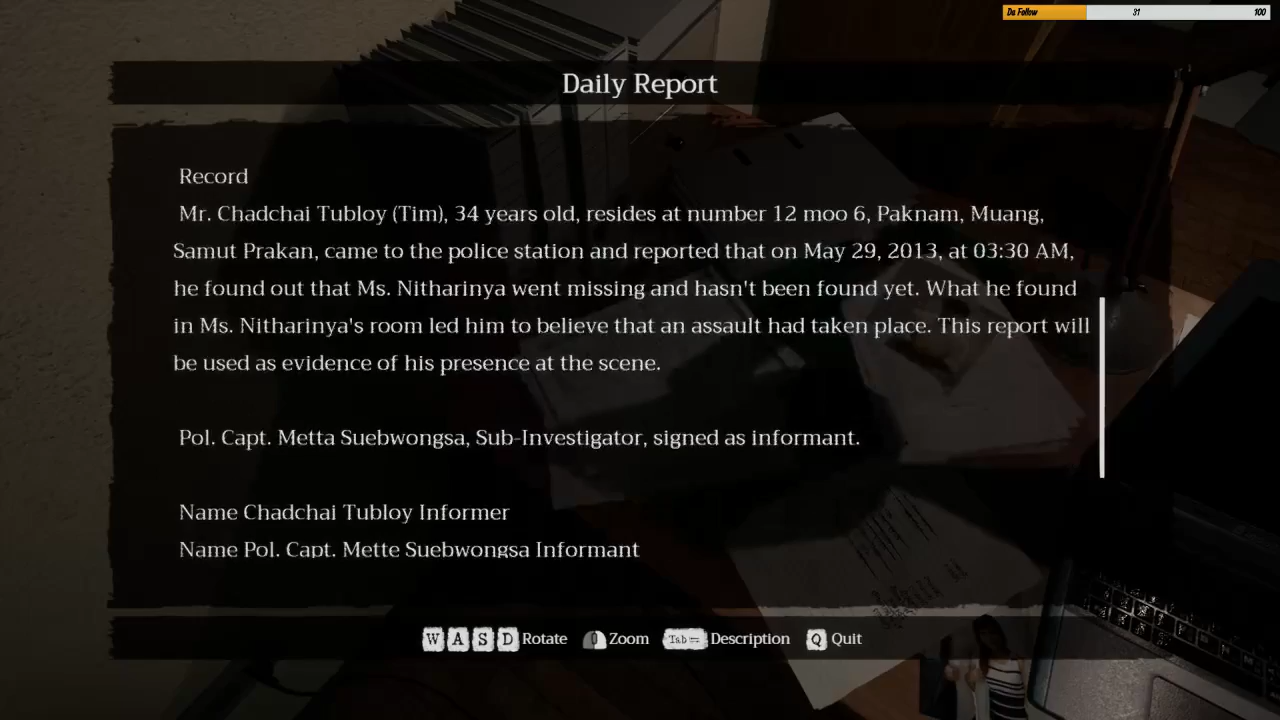 Da Follow 31 100
Daily Report
Record
Mr. Chadchai Tubloy (Tim), 34 years old, resides at number 12 moo 6, Paknam, Muang,
Samut Prakan, came to the police station and reported that on May 29, 2013, at 03:30 AM,
he found out that Ms. Nitharinya went missing and hasn't been found yet. What he found
in Ms. Nitharinya's room led him to believe that an assault had taken place. This report will
be used as evidence of his presence at the scene.
Pol. Capt. Metta Suebwongsa, Sub-Investigator, signed as informant.
Name Chadchai Tubloy Informer
Name Pol. Capt. Mette Suebwongsa Informant
W A S D Rotate Zoom Tab Description Q Quit